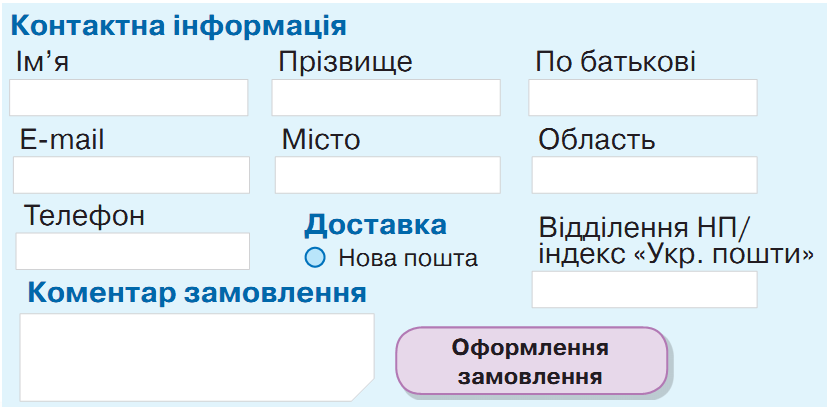 Контактна інформація
Ім’я
Прізвище
По батькові
E-mail
Місто
Область
Телефон
Доставка
Нова пошта
Відділення НП/
індекс «Укр. пошти»
Коментар замовлення
Оформлення
замовлення